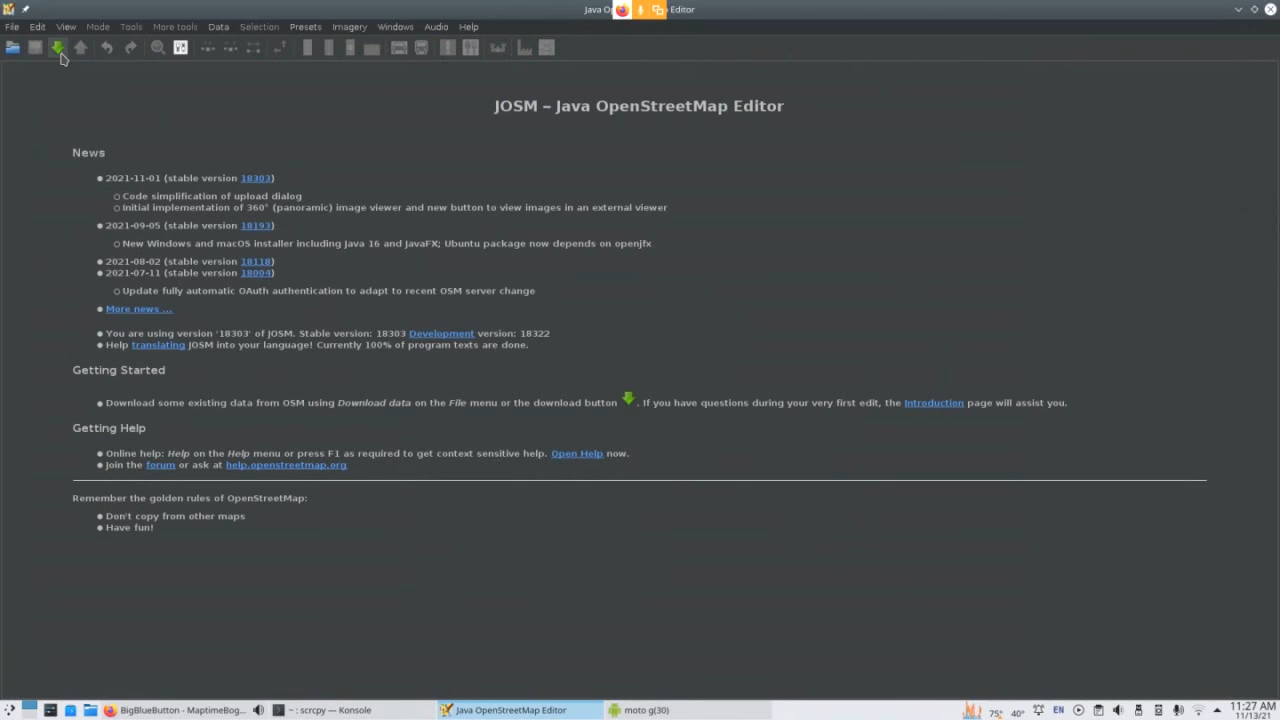 Java Op Editor
File Edit View Mode Tools More tools Data Selection Presets Imagery Windows Audio Help
JOSM – Java OpenStreetMap Editor
News
2021-11-01 (stable version 18303)
Code simplification of upload dialog
Initial implementation of 360° (panoramic) image viewer and new button to view images in an external viewer
2021-09-05 (stable version 18193)
New Windows and macOS installer including Java 16 and JavaFX; Ubuntu package now depends on openjfx
2021-08-02 (stable version 18118)
2021-07-11 (stable version 18004)
Update fully automatic OAuth authentication to adapt to recent OSM server change
More news ...
You are using version '18303' of JOSM. Stable version: 18303 Development version: 18322
Help translating JOSM into your language! Currently 100% of program texts are done.
Getting Started
Download some existing data from OSM using Download data on the File menu or the download button . If you have questions during your very first edit, the Introduction page will assist you.
Getting Help
Online help: Help on the Help menu or press F1 as required to get context sensitive help. Open Help now.
Join the forum or ask at help.openstreetmap.org
Remember the golden rules of OpenStreetMap:
Don't copy from other maps
Have fun!
BigBlueButton - MaptimeBog... ~ : scrcpy — Konsole Java OpenStreetMap Editor moto g(30) 75° 40° EN 11:27 AM
11/13/21